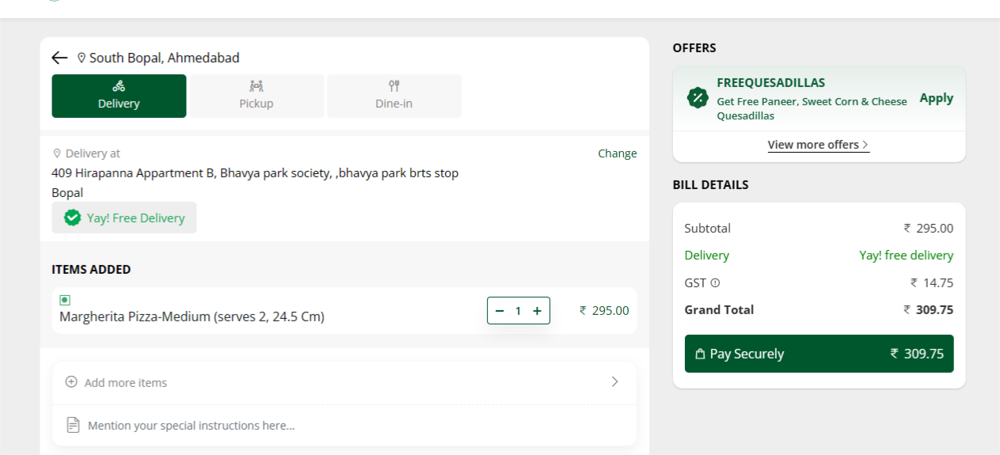 South Bopal, Ahmedabad
Delivery
Pickup
Dine-in
Delivery at
Change
409 Hirapanna Appartment B, Bhavya park society, ,bhavya park brts stop
Bopal
Yay! Free Delivery
ITEMS ADDED
Margherita Pizza-Medium (serves 2, 24.5 Cm)
− 1 +
₹ 295.00
Add more items
Mention your special instructions here...
OFFERS
FREEQUESADILLAS
Get Free Paneer, Sweet Corn & Cheese
Quesadillas
Apply
View more offers >
BILL DETAILS
Subtotal ₹ 295.00
Delivery Yay! free delivery
GST ₹ 14.75
Grand Total ₹ 309.75
Pay Securely ₹ 309.75